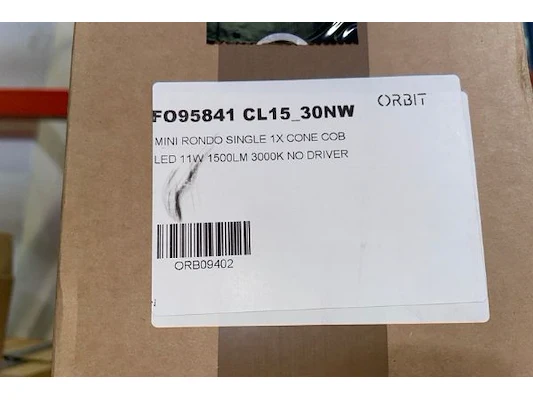 ORBIT
FO95841 CL15_30NW
MINI RONDO SINGLE 1X CONE COB
LED 11W 1500LM 3000K NO DRIVER
ORB09402